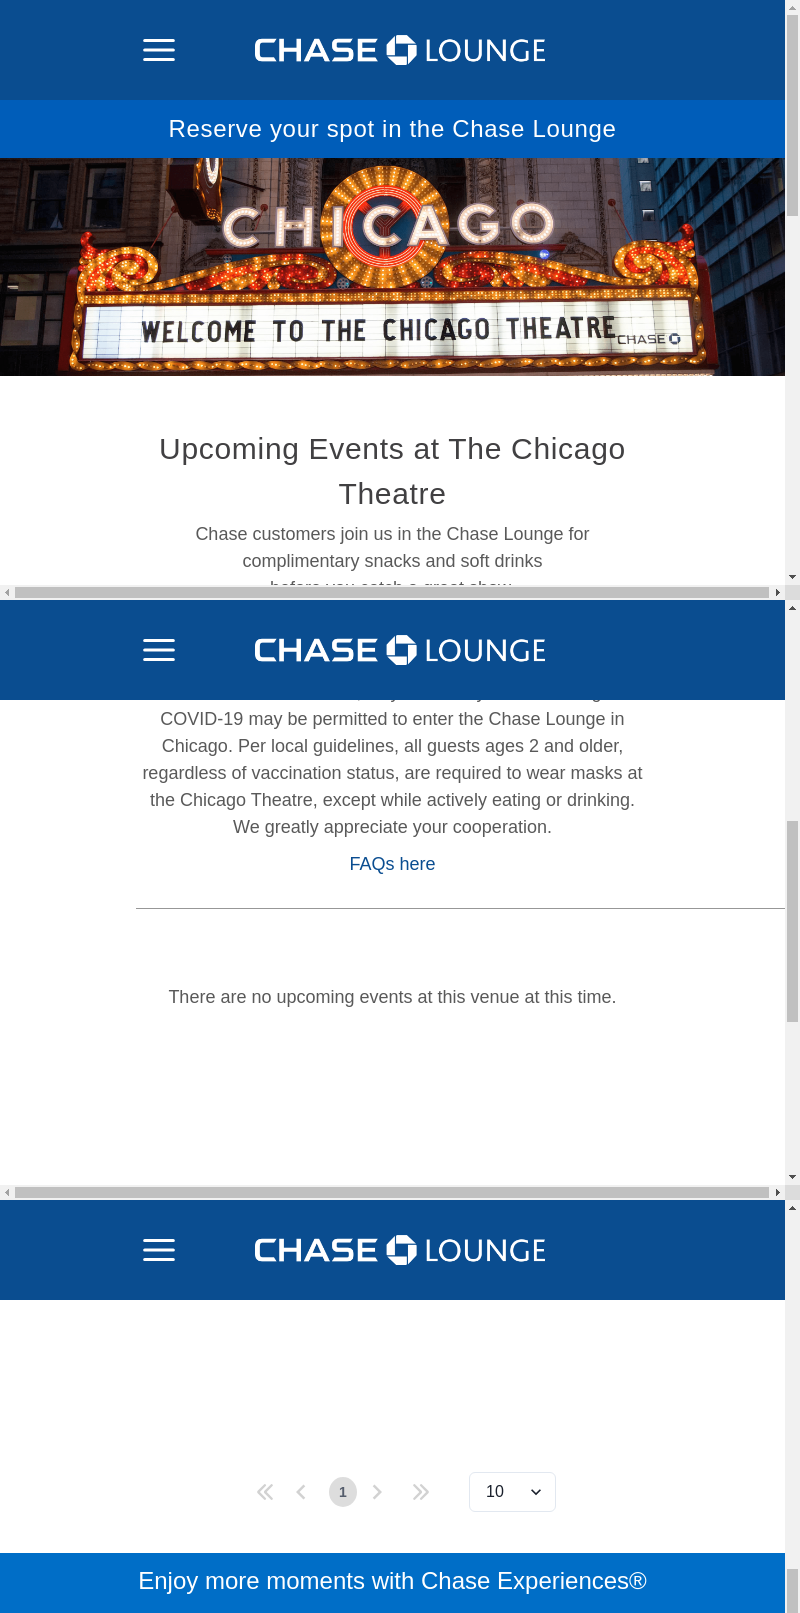 CHASE LOUNGE
Reserve your spot in the Chase Lounge
CHICAGO
WELCOME TO THE CHICAGO THEATRE
CHASE
Upcoming Events at The Chicago
Theatre
Chase customers join us in the Chase Lounge for
complimentary snacks and soft drinks
before you catch a great show
CHASE LOUNGE
COVID-19 may be permitted to enter the Chase Lounge in
Chicago. Per local guidelines, all guests ages 2 and older,
regardless of vaccination status, are required to wear masks at
the Chicago Theatre, except while actively eating or drinking.
We greatly appreciate your cooperation.
FAQs here
There are no upcoming events at this venue at this time.
CHASE LOUNGE
1
10
Enjoy more moments with Chase Experiences®